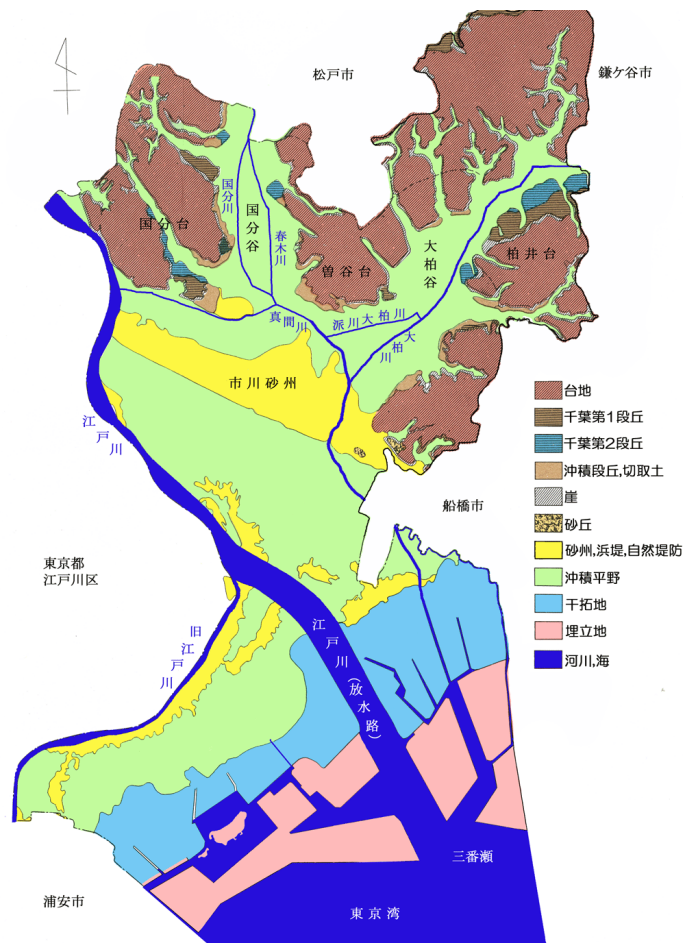 松戸市
鎌ケ谷市
国分川
国分谷
国分台
春木川
大柏谷
柏井台
曽谷台
真間川
派川大柏川
大柏川
市川砂州
江戸川
台地
千葉第1段丘
千葉第2段丘
沖積段丘,切取土
崖
砂丘
砂州,浜堤,自然堤防
沖積平野
干拓地
埋立地
河川,海
船橋市
東京都
江戸川区
旧江戸川
江戸川(放水路)
三番瀬
浦安市
東京湾